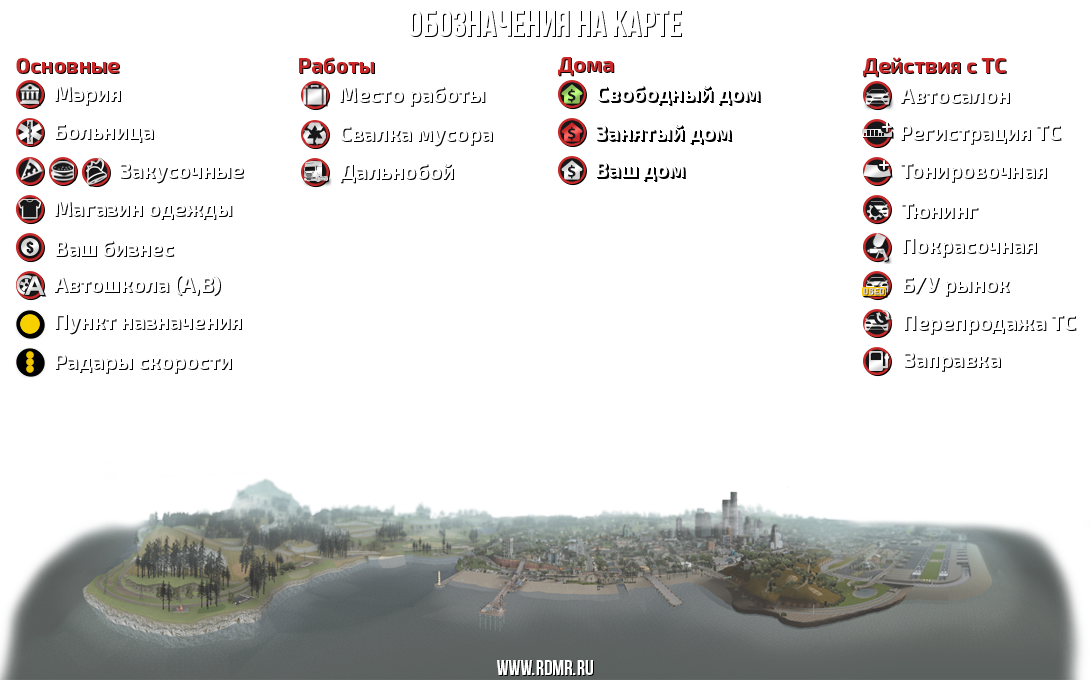 ОБОЗНАЧЕНИЯ НА КАРТЕ
Основные
Мэрия
Больница
Закусочные
Магазин одежды
$
Ваш бизнес
A
Автошкола (А,В)
Пункт назначения
Радары скорости
Работы
Место работы
Свалка мусора
Дальнобой
Дома
$
Свободный дом
$
Занятый дом
$
Ваш дом
Действия с ТС
Автосалон
Регистрация ТС
Тонировочная
Тюнинг
Покрасочная
USED
Б/У рынок
Перепродажа ТС
Заправка
WWW.RDMR.RU